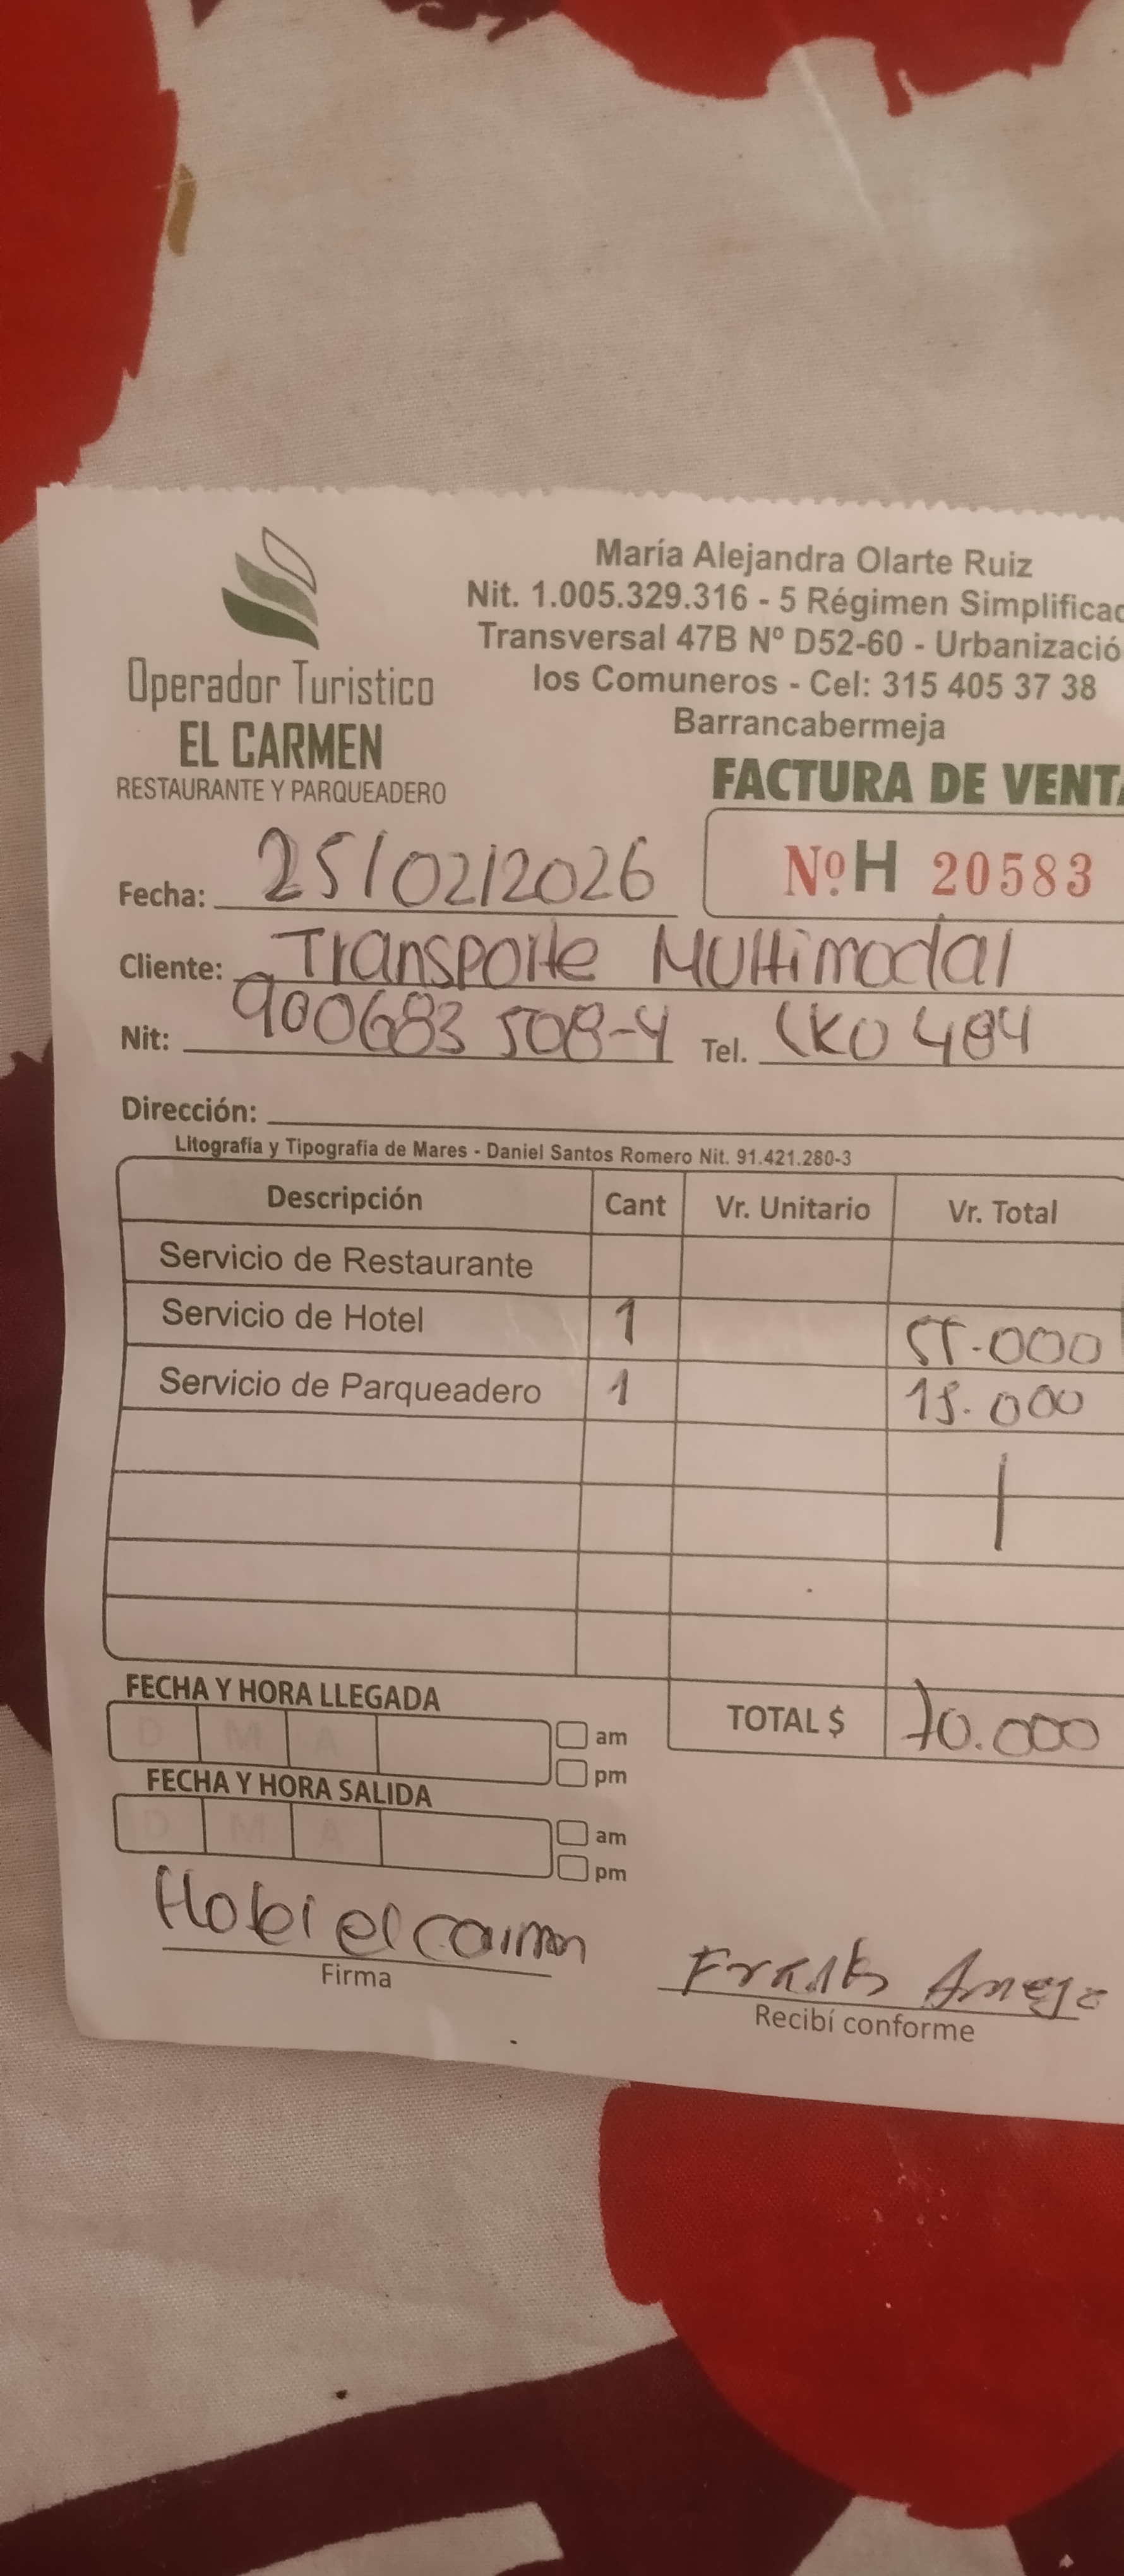 María Alejandra Olarte Ruiz
Nit. 1.005.329.316 - 5 Régimen Simplificad
Transversal 47B Nº D52-60 - Urbanizació
los Comuneros - Cel: 315 405 37 38
Barrancabermeja
Operador Turistico
EL CARMEN
RESTAURANTE Y PARQUEADERO
FACTURA DE VENTA
Nº H 20583
Fecha: 25/02/2026
Cliente: Transporte Multimodal
Nit: 900683 508-4 Tel. LKO 484
Dirección:
Litografía y Tipografía de Mares - Daniel Santos Romero Nit. 91.421.280-3
Descripción Cant Vr. Unitario Vr. Total
Servicio de Restaurante
Servicio de Hotel 1 55.000
Servicio de Parqueadero 1 15.000
TOTAL $ 70.000
FECHA Y HORA LLEGADA
D M A am
pm
FECHA Y HORA SALIDA
D M A am
pm
Hotel el Carmen
Firma
Recibí conforme